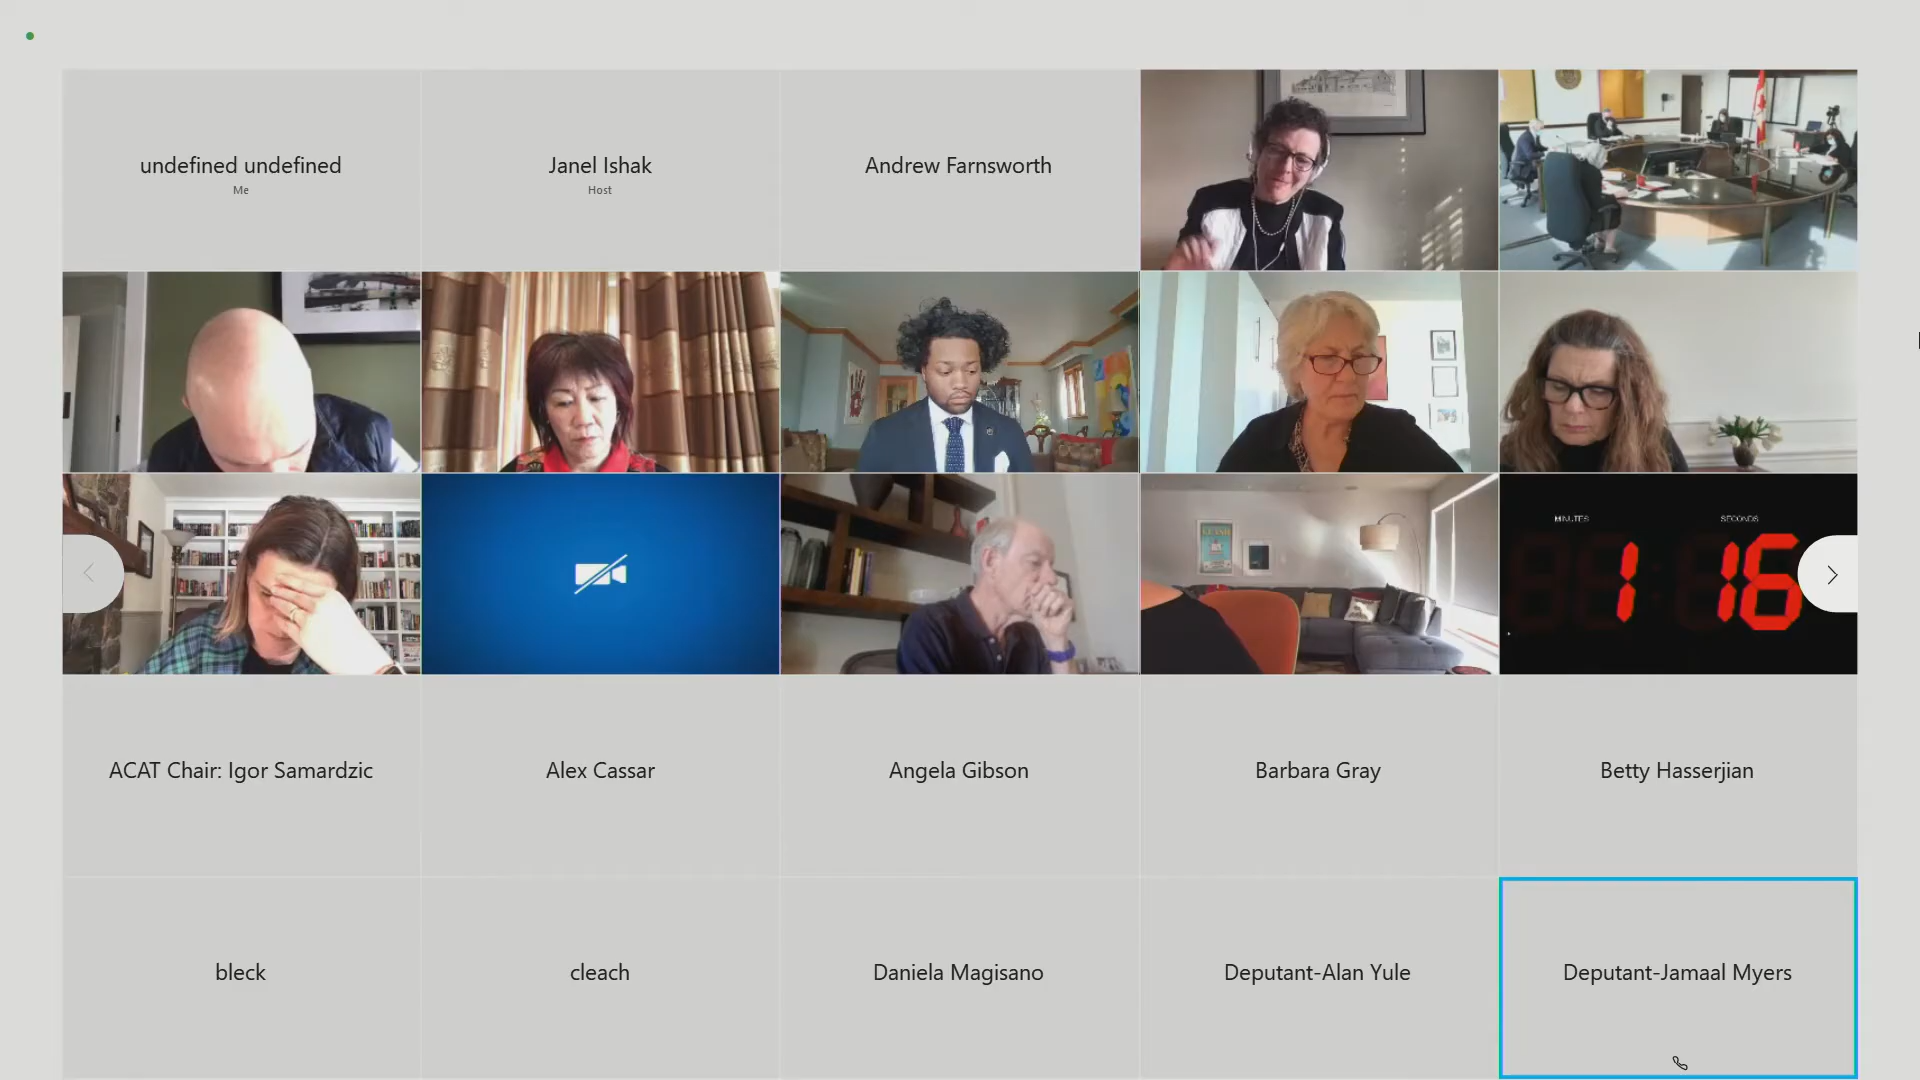 undefined undefined
Me
Janel Ishak
Host
Andrew Farnsworth
MINUTES
SECONDS
1 16
ACAT Chair: Igor Samardzic
Alex Cassar
Angela Gibson
Barbara Gray
Betty Hasserjian
bleck
cleach
Daniela Magisano
Deputant-Alan Yule
Deputant-Jamaal Myers